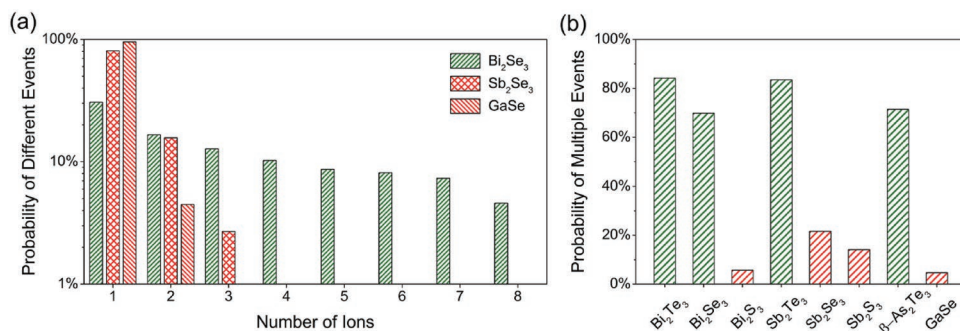 (a)
Probability of Different Events
100%
10%
1%
Bi₂Se₃
Sb₂Se₃
GaSe
1 2 3 4 5 6 7 8
Number of Ions
(b)
Probability of Multiple Events
100%
80%
60%
40%
20%
0%
Bi₂Te₃
Bi₂Se₃
Bi₂S₃
Sb₂Te₃
Sb₂Se₃
Sb₂S₃
β–As₂Te₃
GaSe